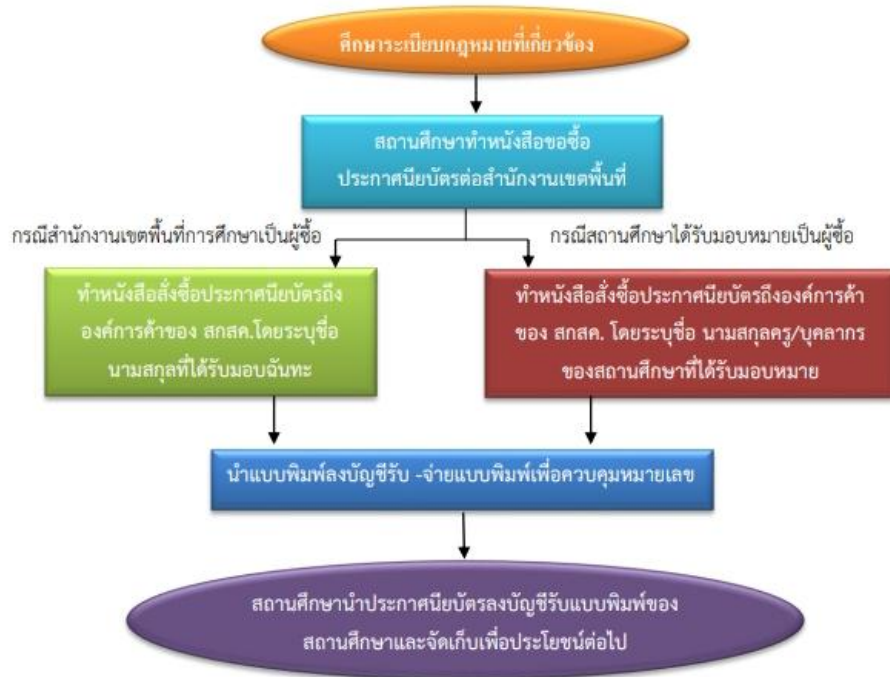 ศึกษาระเบียบกฎหมายที่เกี่ยวข้อง
สถานศึกษาทำหนังสือขอซื้อ
ประกาศนียบัตรต่อสำนักงานเขตพื้นที่
กรณีสำนักงานเขตพื้นที่การศึกษาเป็นผู้ซื้อ
กรณีสถานศึกษาได้รับมอบหมายเป็นผู้ซื้อ
ทำหนังสือสั่งซื้อประกาศนียบัตรถึง
องค์การค้าของ สกสค.โดยระบุชื่อ
นามสกุลที่ได้รับมอบฉันทะ
ทำหนังสือสั่งซื้อประกาศนียบัตรถึงองค์การค้า
ของ สกสค. โดยระบุชื่อ นามสกุลครู/บุคลากร
ของสถานศึกษาที่ได้รับมอบหมาย
นำแบบพิมพ์ลงบัญชีรับ -จ่ายแบบพิมพ์เพื่อควบคุมหมายเลข
สถานศึกษานำประกาศนียบัตรลงบัญชีรับแบบพิมพ์ของ
สถานศึกษาและจัดเก็บเพื่อประโยชน์ต่อไป